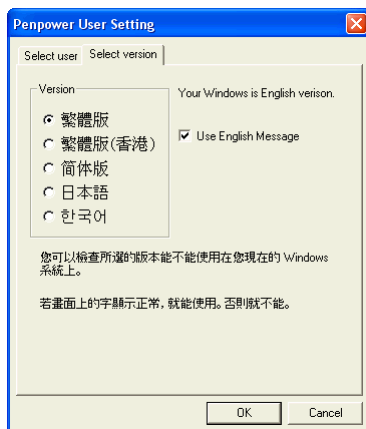 Penpower User Setting
Select user
Select version
Version
繁體版
繁體版(香港)
简体版
日本語
한국어
Your Windows is English verison.
Use English Message
您可以檢查所選的版本能不能使用在您現在的 Windows
系統上。
若畫面上的字顯示正常，就能使用。否則就不能。
OK
Cancel